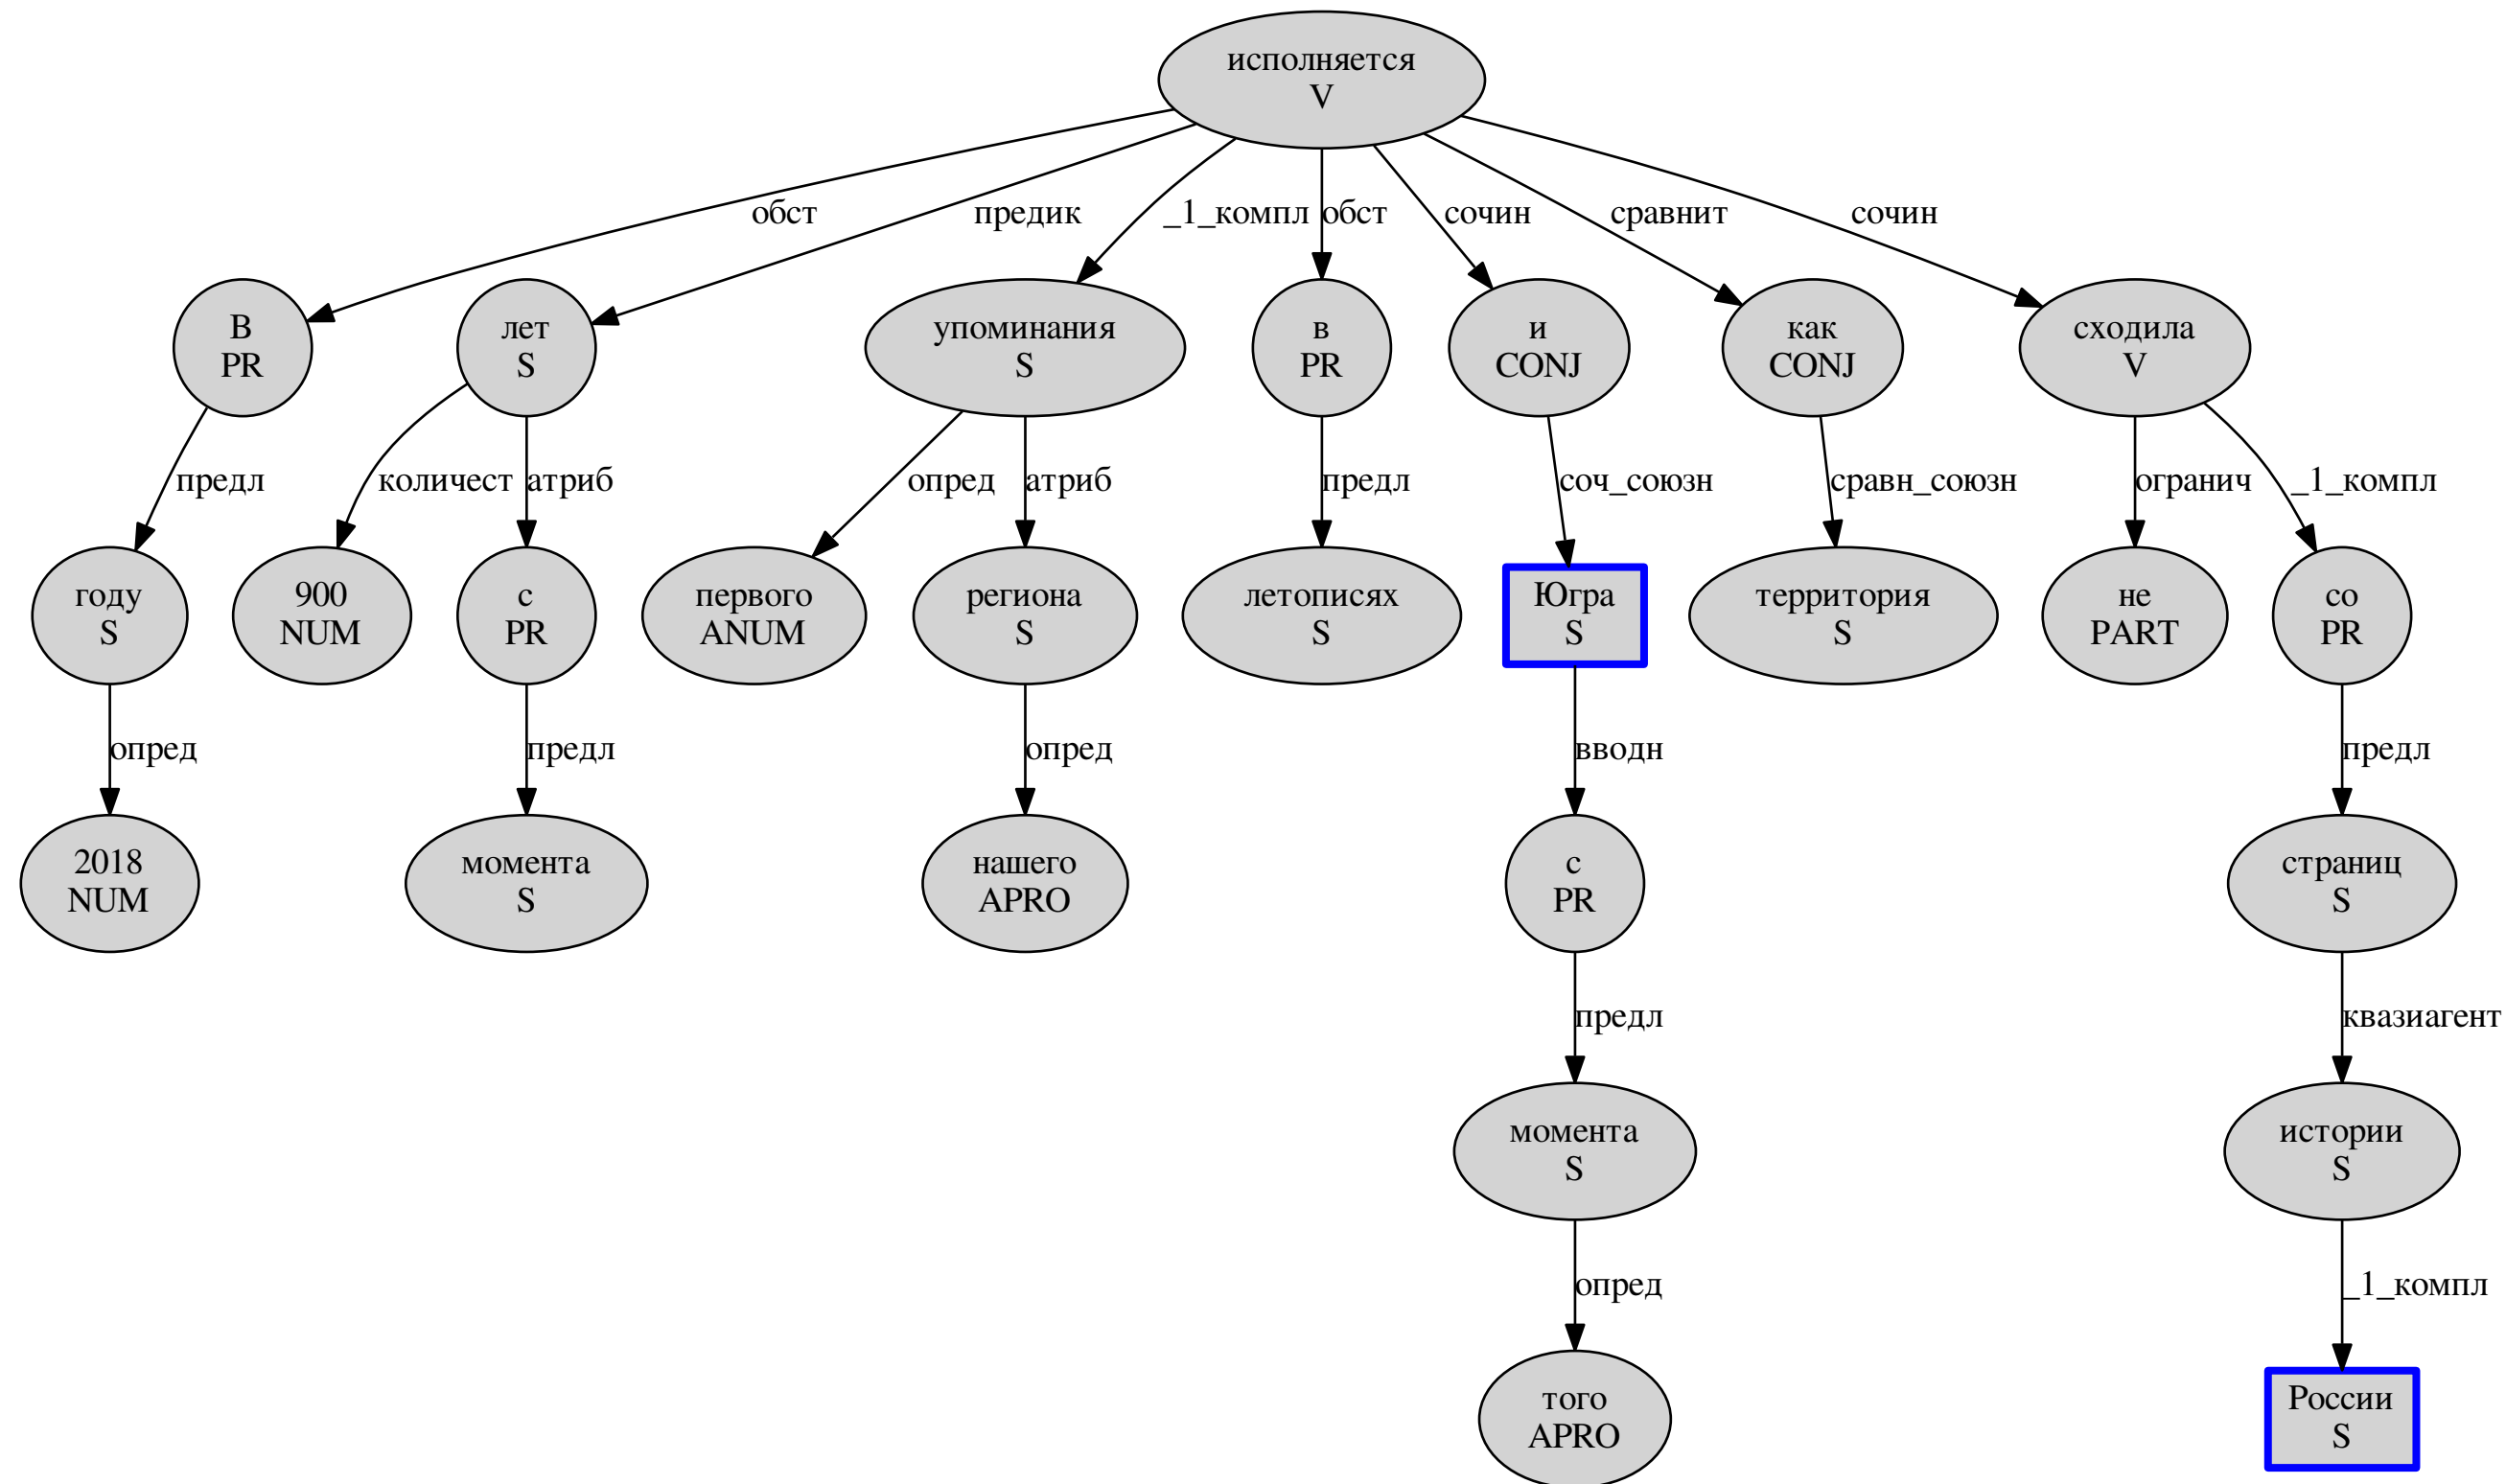 исполняется
V
обст
предик
_1_компл
обст
сочин
сравнит
сочин
В
PR
лет
S
упоминания
S
в
PR
и
CONJ
как
CONJ
сходила
V
предл
количест
атриб
опред
атриб
предл
соч_союзн
сравн_союзн
огранич
_1_компл
году
S
900
NUM
с
PR
первого
ANUM
региона
S
летописях
S
Югра
S
территория
S
не
PART
со
PR
опред
предл
опред
вводн
предл
2018
NUM
момента
S
нашего
APRO
с
PR
страниц
S
предл
квазиагент
момента
S
истории
S
опред
_1_компл
того
APRO
России
S